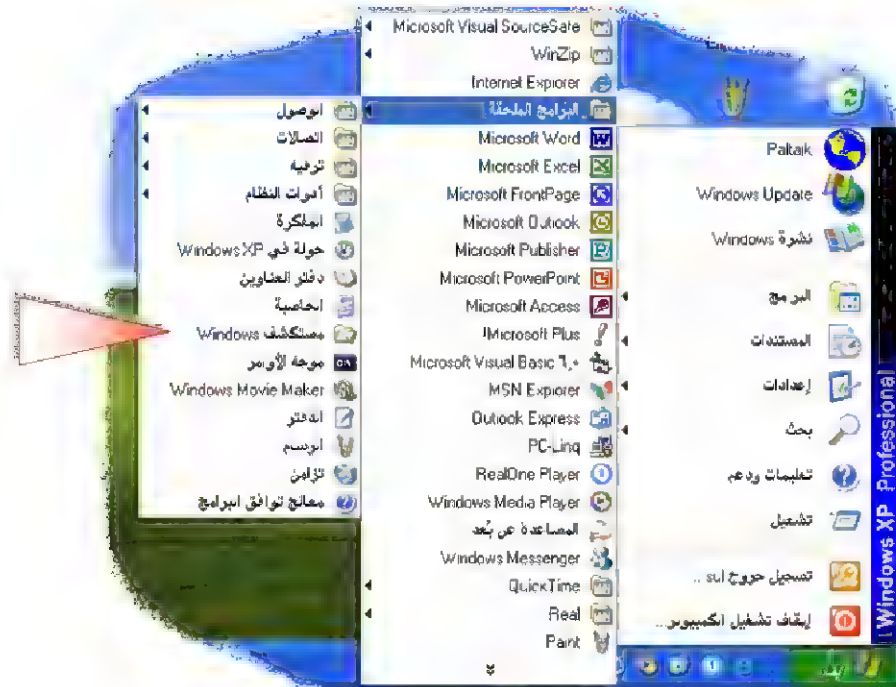 Paltalk
Windows Update
نشرة Windows
البرامج
المستندات
إعدادات
بحث
تعليمات ودعم
تشغيل
تسجيل خروج sul ..
إيقاف تشغيل الكمبيوتر...
Windows XP Professional
Microsoft Visual SourceSafe
WinZip
Internet Explorer
البرامج الملحقة
Microsoft Word
Microsoft Excel
Microsoft FrontPage
Microsoft Outlook
Microsoft Publisher
Microsoft PowerPoint
Microsoft Access
Microsoft Plus!
Microsoft Visual Basic ٦,٠
MSN Explorer
Outlook Express
PC-Linq
RealOne Player
Windows Media Player
المساعدة عن بُعد
Windows Messenger
QuickTime
Real
Paint
الوصول
اتصالات
ترفيه
أدوات النظام
المفكرة
جولة في Windows XP
دفتر العناوين
الحاسبة
مستكشف Windows
موجه الأوامر
Windows Movie Maker
الدفتر
الرسام
تزامن
معالج توافق البرامج